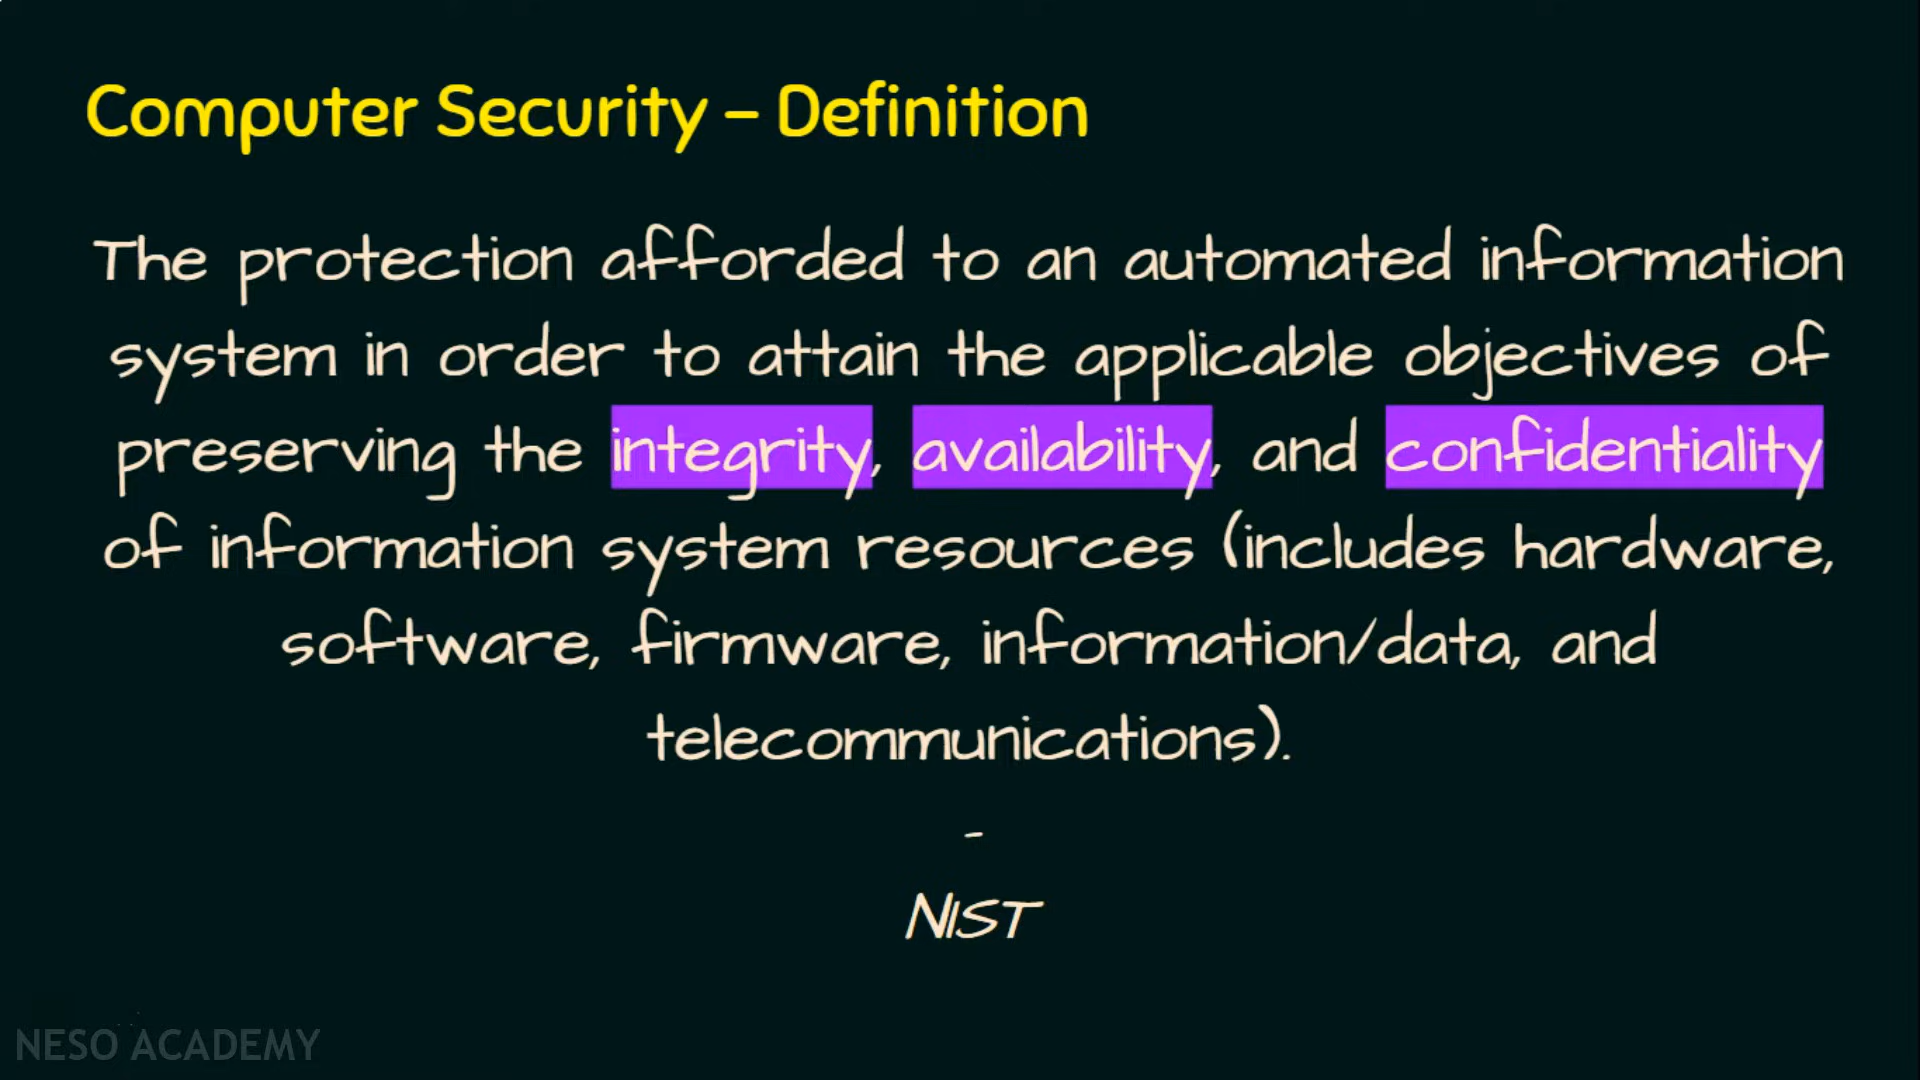 Computer Security – Definition
The protection afforded to an automated information
system in order to attain the applicable objectives of
preserving the integrity, availability, and confidentiality
of information system resources (includes hardware,
software, firmware, information/data, and
telecommunications).
-
NIST
NESO ACADEMY